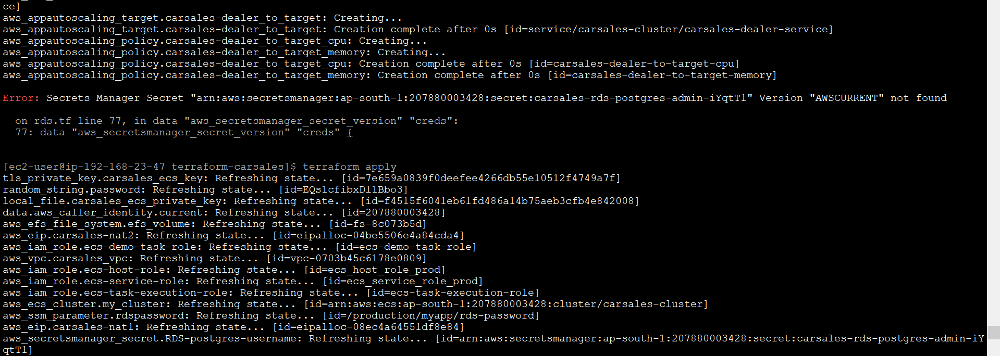 ce]
aws_appautoscaling_target.carsales-dealer_to_target: Creating...
aws_appautoscaling_target.carsales-dealer_to_target: Creation complete after 0s [id=service/carsales-cluster/carsales-dealer-service]
aws_appautoscaling_policy.carsales-dealer_to_target_cpu: Creating...
aws_appautoscaling_policy.carsales-dealer_to_target_memory: Creating...
aws_appautoscaling_policy.carsales-dealer_to_target_cpu: Creation complete after 0s [id=carsales-dealer-to-target-cpu]
aws_appautoscaling_policy.carsales-dealer_to_target_memory: Creation complete after 0s [id=carsales-dealer-to-target-memory]
Error: Secrets Manager Secret "arn:aws:secretsmanager:ap-south-1:207880003428:secret:carsales-rds-postgres-admin-iYqtT1" Version "AWSCURRENT" not found
on rds.tf line 77, in data "aws_secretsmanager_secret_version" "creds":
77: data "aws_secretsmanager_secret_version" "creds" {
[ec2-user@ip-192-168-23-47 terraform-carsales]$ terraform apply
tls_private_key.carsales_ecs_key: Refreshing state... [id=7e659a0839f0deefee4266db55e10512f4749a7f]
random_string.password: Refreshing state... [id=EQs1cfibxDl1Bbo3]
local_file.carsales_ecs_private_key: Refreshing state... [id=f4515f6041eb61fd486a14b75aeb3cfb4e842008]
data.aws_caller_identity.current: Refreshing state... [id=207880003428]
aws_efs_file_system.efs_volume: Refreshing state... [id=fs-8c073b5d]
aws_eip.carsales-nat2: Refreshing state... [id=eipalloc-04be5506e4a84cda4]
aws_iam_role.ecs-demo-task-role: Refreshing state... [id=ecs-demo-task-role]
aws_vpc.carsales_vpc: Refreshing state... [id=vpc-0703b45c6178e0809]
aws_iam_role.ecs-host-role: Refreshing state... [id=ecs_host_role_prod]
aws_iam_role.ecs-service-role: Refreshing state... [id=ecs_service_role_prod]
aws_iam_role.ecs-task-execution-role: Refreshing state... [id=ecs-task-execution-role]
aws_ecs_cluster.my_cluster: Refreshing state... [id=arn:aws:ecs:ap-south-1:207880003428:cluster/carsales-cluster]
aws_ssm_parameter.rdspassword: Refreshing state... [id=/production/myapp/rds-password]
aws_eip.carsales-nat1: Refreshing state... [id=eipalloc-08ec4a64551df8e84]
aws_secretsmanager_secret.RDS-postgres-username: Refreshing state... [id=arn:aws:secretsmanager:ap-south-1:207880003428:secret:carsales-rds-postgres-admin-iY
qtT1]